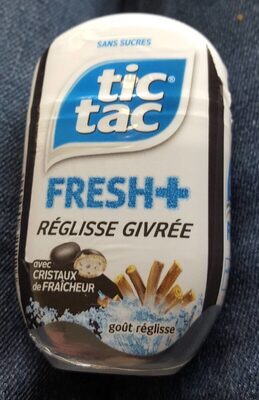 SANS SUCRES
tic
tac
FRESH+
RÉGLISSE GIVRÉE
avec
CRISTAUX
de FRAÎCHEUR
goût réglisse